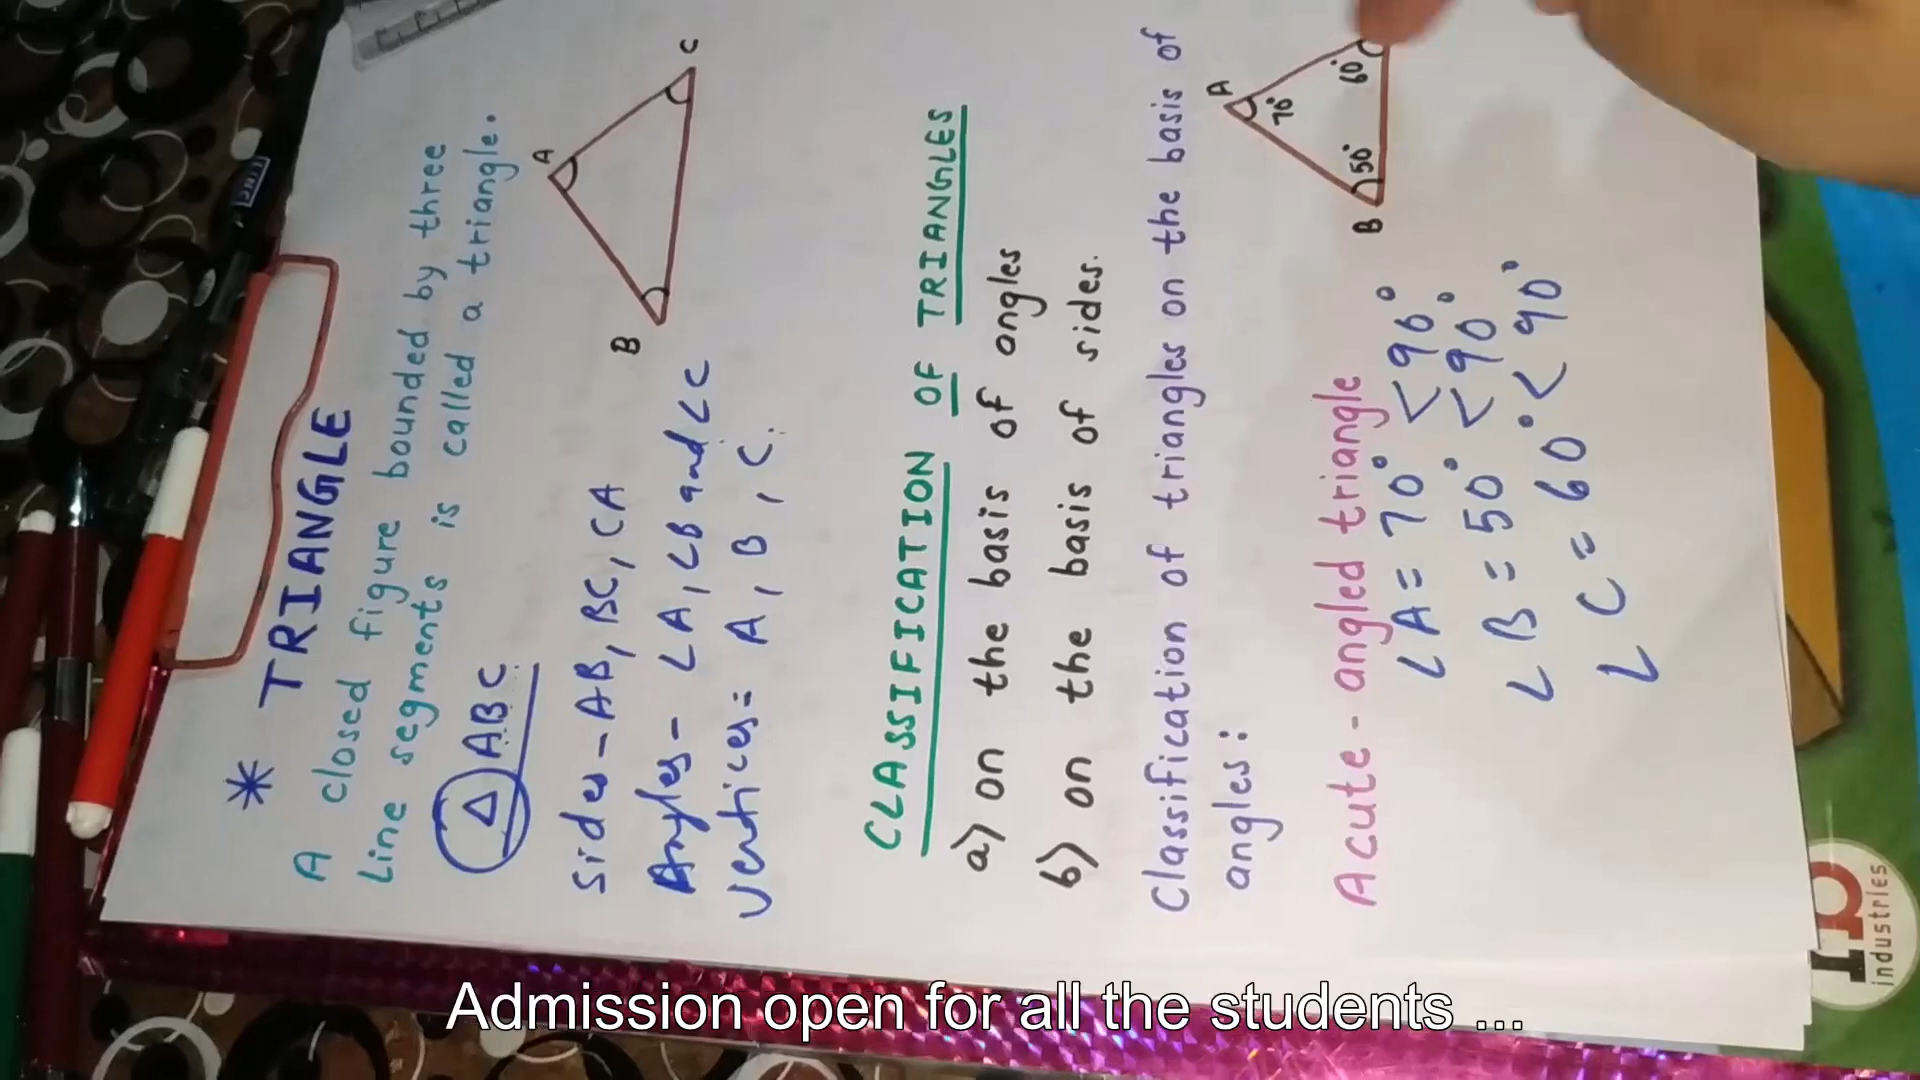 * TRIANGLE
A closed figure bounded by three
Line segments is called a triangle.
△ ABC
A
B
C
Sides - AB, BC, CA
Angles - ∠A, ∠B and ∠C
Vertices = A, B, C.
CLASSIFICATION OF TRIANGLES
a) on the basis of angles
b) on the basis of sides.
Classification of triangles on the basis of
angles:
A
70°
B
50°
60°
C
Acute - angled triangle
∠A = 70° < 90°
∠B = 50° < 90°
∠C = 60° < 90°
LINC
industries
Admission open for all the students ...